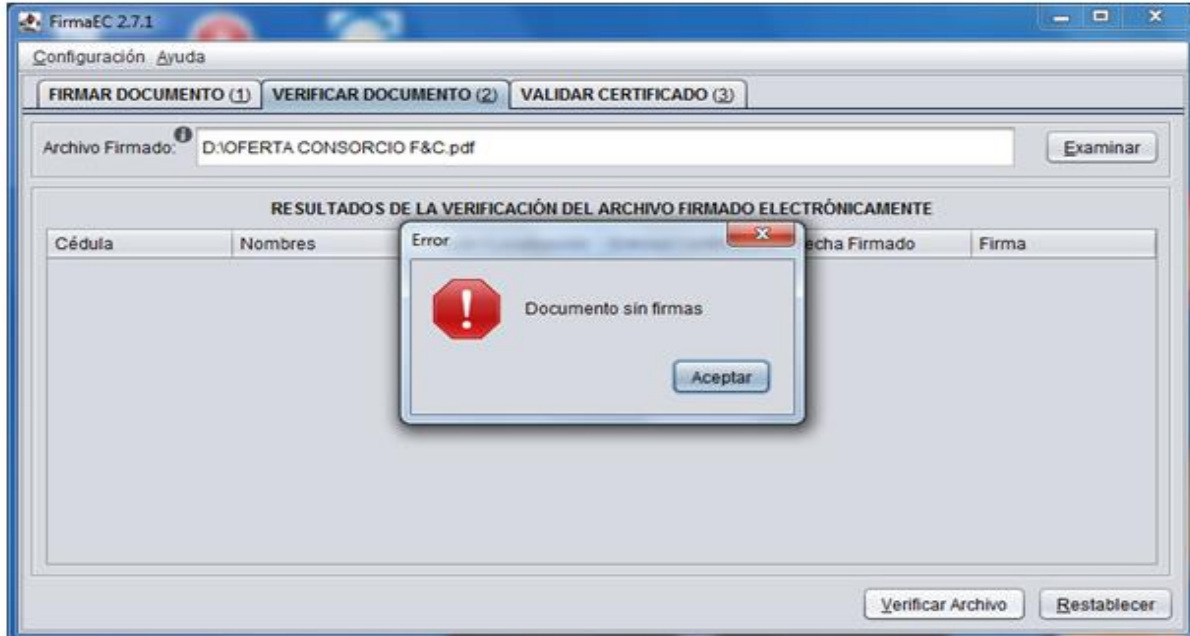 FirmaEC 2.7.1
Configuración Ayuda
FIRMAR DOCUMENTO (1) VERIFICAR DOCUMENTO (2) VALIDAR CERTIFICADO (3)
Archivo Firmado: D:\OFERTA CONSORCIO F&C.pdf Examinar
RESULTADOS DE LA VERIFICACIÓN DEL ARCHIVO FIRMADO ELECTRÓNICAMENTE
Cédula Nombres echa Firmado Firma
Error
Documento sin firmas
Aceptar
Verificar Archivo Restablecer